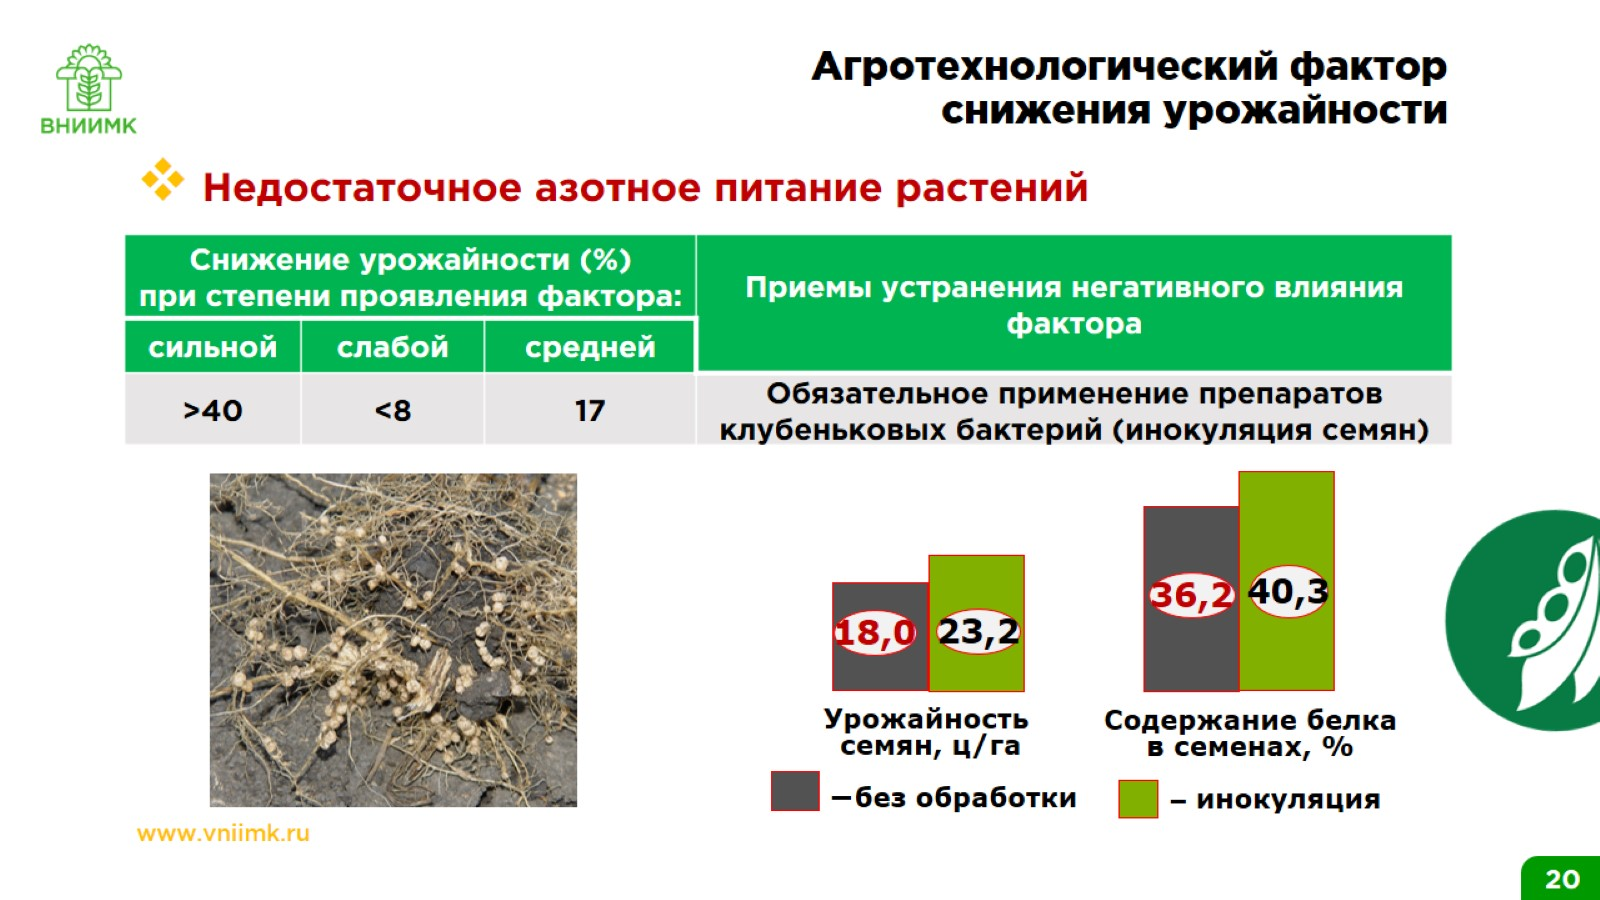 ВНИИМК
Агротехнологический фактор
снижения урожайности
Недостаточное азотное питание растений
Снижение урожайности (%)
при степени проявления фактора:
Приемы устранения негативного влияния
фактора
сильной
слабой
средней
>40
<8
17
Обязательное применение препаратов
клубеньковых бактерий (инокуляция семян)
18,0
23,2
36,2
40,3
Урожайность
семян, ц/га
Содержание белка
в семенах, %
—без обработки
– инокуляция
www.vniimk.ru
20